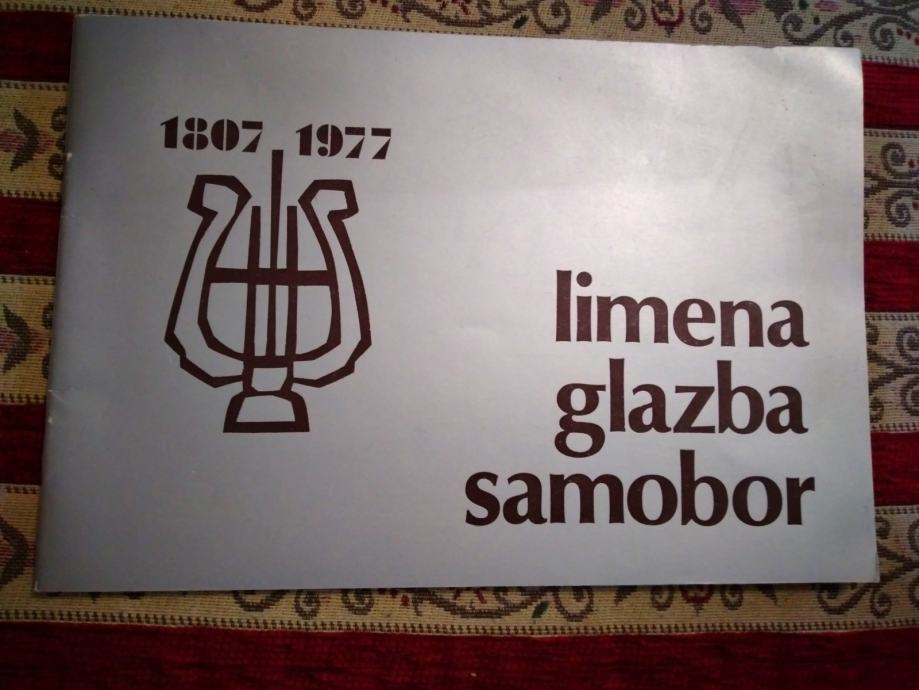 1807 1977
limena
glazba
samobor